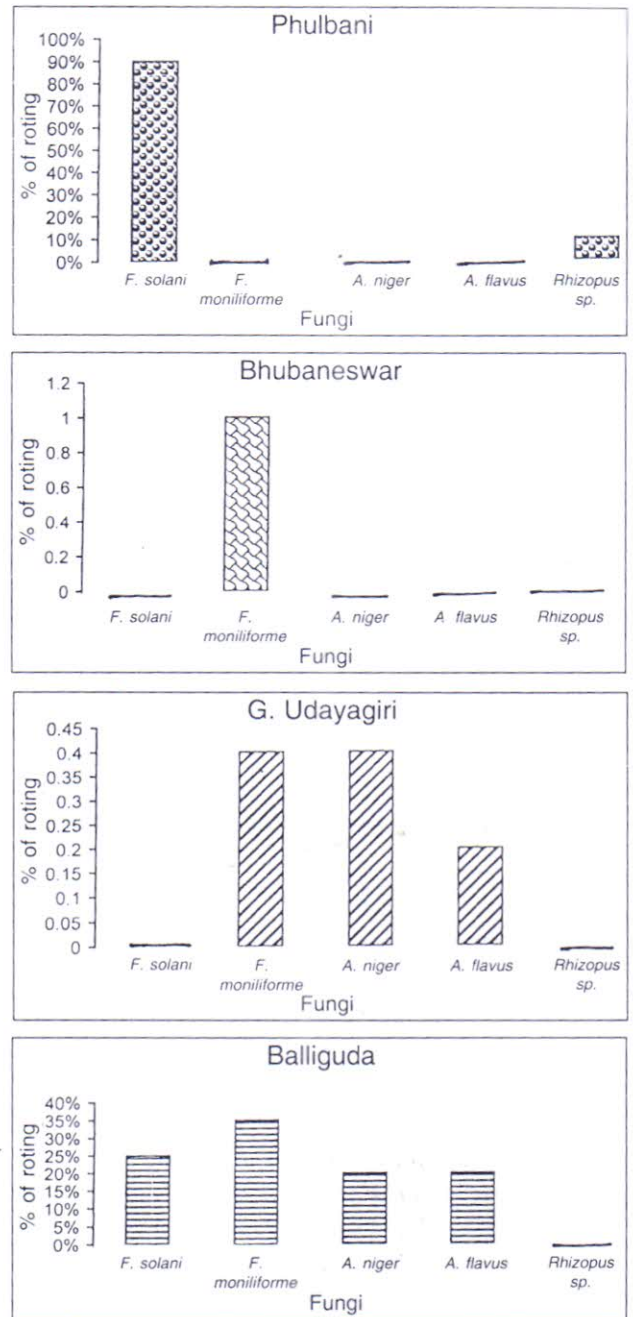 Phulbani
100%
90%
80%
70%
60%
50%
40%
30%
20%
10%
0%
% of roting
F. solani F. moniliforme A. niger A. flavus Rhizopus sp.
Fungi
Bhubaneswar
1.2
1
0.8
0.6
0.4
0.2
0
% of roting
F. solani F. moniliforme A. niger A flavus Rhizopus sp.
Fungi
G. Udayagiri
0.45
0.4
0.35
0.3
0.25
0.2
0.15
0.1
0.05
0
% of roting
F. solani F. moniliforme A. niger A. flavus Rhizopus sp.
Fungi
Balliguda
40%
35%
30%
25%
20%
15%
10%
5%
0%
% of roting
F. solani F. moniliforme A. niger A. flavus Rhizopus sp.
Fungi